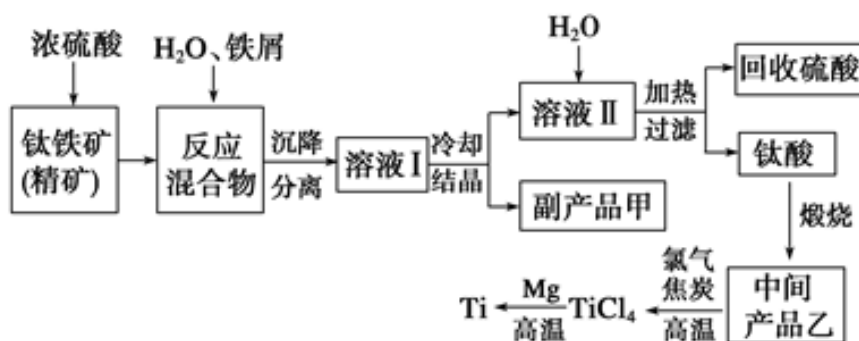 浓硫酸
H₂O、铁屑
H₂O
钛铁矿
(精矿)
反应
混合物
沉降
分离
溶液Ⅰ
冷却
结晶
溶液Ⅱ
加热
过滤
回收硫酸
钛酸
副产品甲
煅烧
中间
产品乙
氯气
焦炭
高温
TiCl₄
Mg
高温
Ti